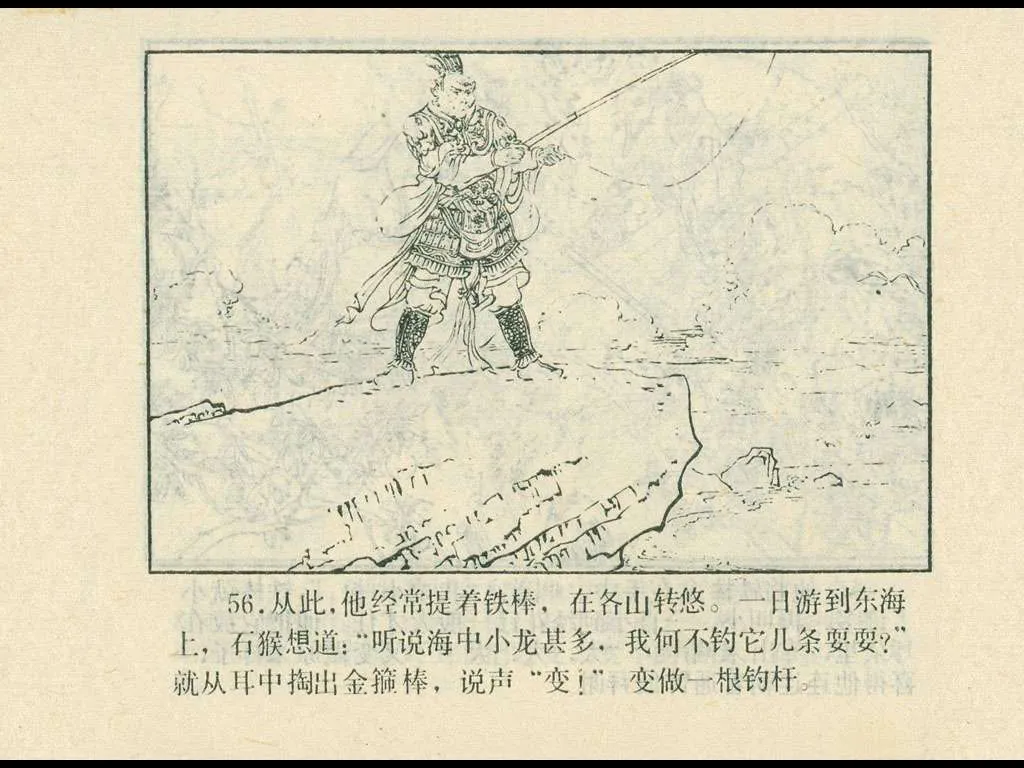 56.从此，他经常提着铁棒，在各山转悠。一日游到东海
上，石猴想道：“听说海中小龙甚多，我何不钓它几条耍耍？”
就从耳中掏出金箍棒，说声“变！”变做一根钓杆。